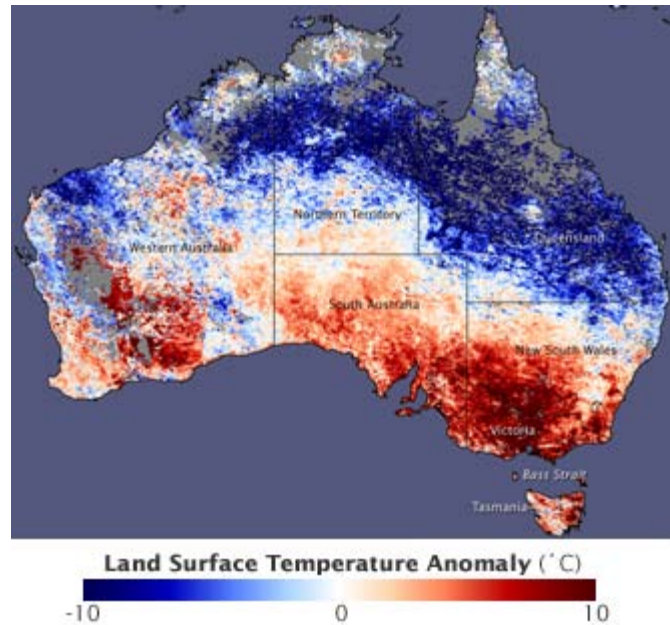 Northern Territory
Western Australia
Queensland
South Australia
New South Wales
Victoria
Bass Strait
Tasmania
Land Surface Temperature Anomaly (˚C)
-10 0 10